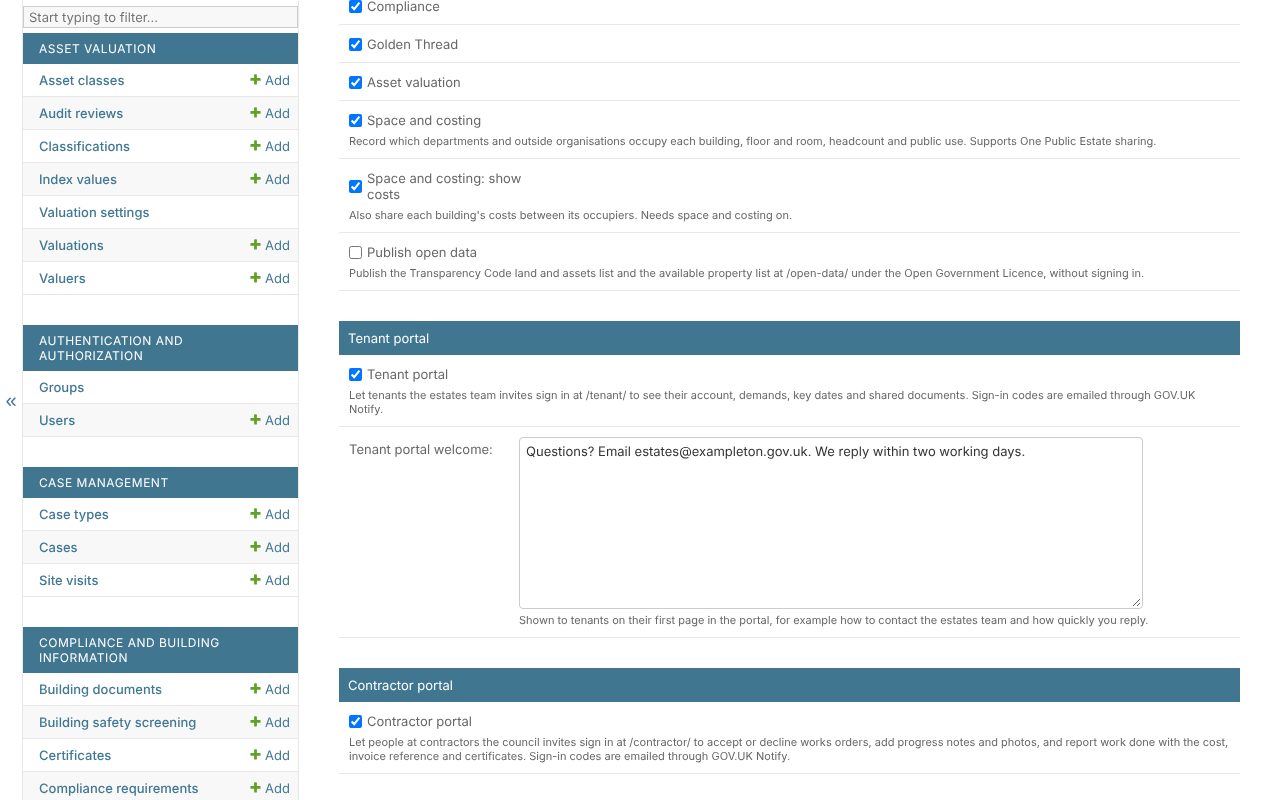 Start typing to filter...
ASSET VALUATION
Asset classes
Add
Audit reviews
Add
Classifications
Add
Index values
Add
Valuation settings
Valuations
Add
Valuers
Add
AUTHENTICATION AND
AUTHORIZATION
Groups
Users
Add
CASE MANAGEMENT
Case types
Add
Cases
Add
Site visits
Add
COMPLIANCE AND BUILDING
INFORMATION
Building documents
Add
Building safety screening
Add
Certificates
Add
Compliance requirements
Add
«
Compliance
Golden Thread
Asset valuation
Space and costing
Record which departments and outside organisations occupy each building, floor and room, headcount and public use. Supports One Public Estate sharing.
Space and costing: show
costs
Also share each building's costs between its occupiers. Needs space and costing on.
Publish open data
Publish the Transparency Code land and assets list and the available property list at /open-data/ under the Open Government Licence, without signing in.
Tenant portal
Tenant portal
Let tenants the estates team invites sign in at /tenant/ to see their account, demands, key dates and shared documents. Sign-in codes are emailed through GOV.UK
Notify.
Tenant portal welcome:
Questions? Email estates@exampleton.gov.uk. We reply within two working days.
Shown to tenants on their first page in the portal, for example how to contact the estates team and how quickly you reply.
Contractor portal
Contractor portal
Let people at contractors the council invites sign in at /contractor/ to accept or decline works orders, add progress notes and photos, and report work done with the cost,
invoice reference and certificates. Sign-in codes are emailed through GOV.UK Notify.